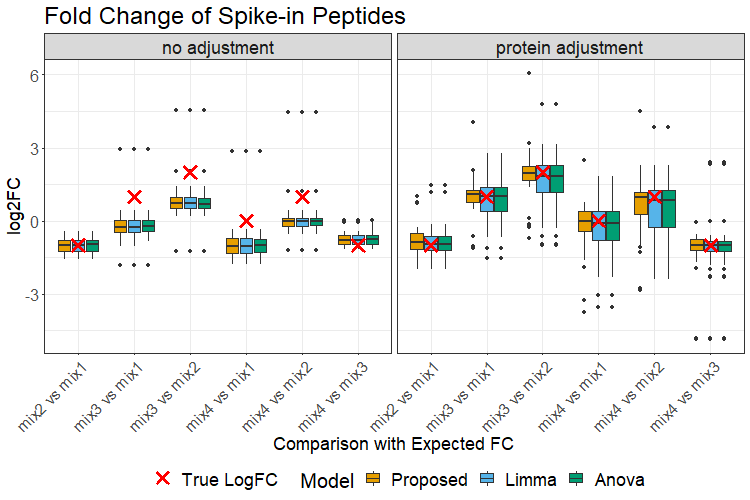 Fold Change of Spike-in Peptides
no adjustment
protein adjustment
log2FC
6
3
0
-3
mix2 vs mix1
mix3 vs mix1
mix3 vs mix2
mix4 vs mix1
mix4 vs mix2
mix4 vs mix3
mix2 vs mix1
mix3 vs mix1
mix3 vs mix2
mix4 vs mix1
mix4 vs mix2
mix4 vs mix3
Comparison with Expected FC
True LogFC Model Proposed Limma Anova